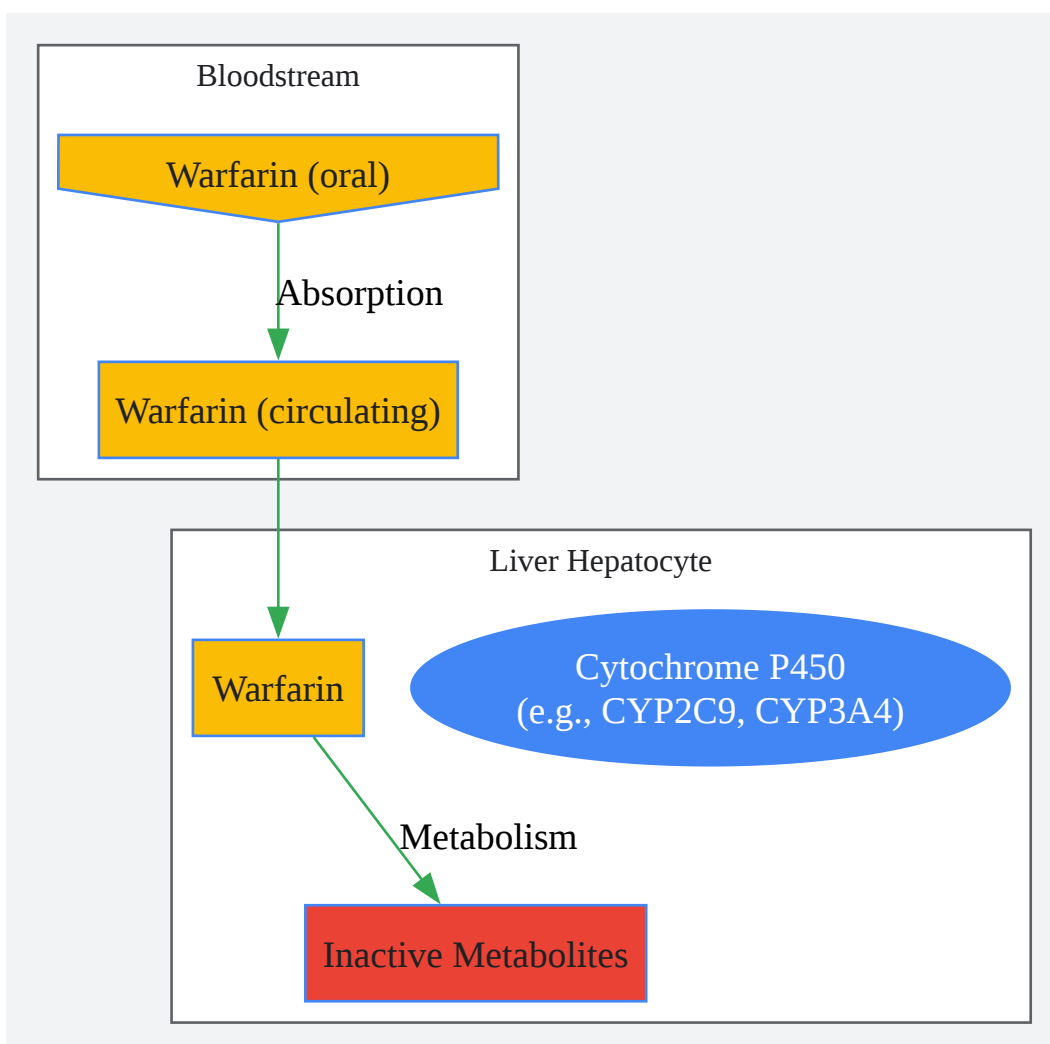 Bloodstream
Warfarin (oral)
Absorption
Warfarin (circulating)
Liver Hepatocyte
Warfarin
Cytochrome P450
(e.g., CYP2C9, CYP3A4)
Metabolism
Inactive Metabolites